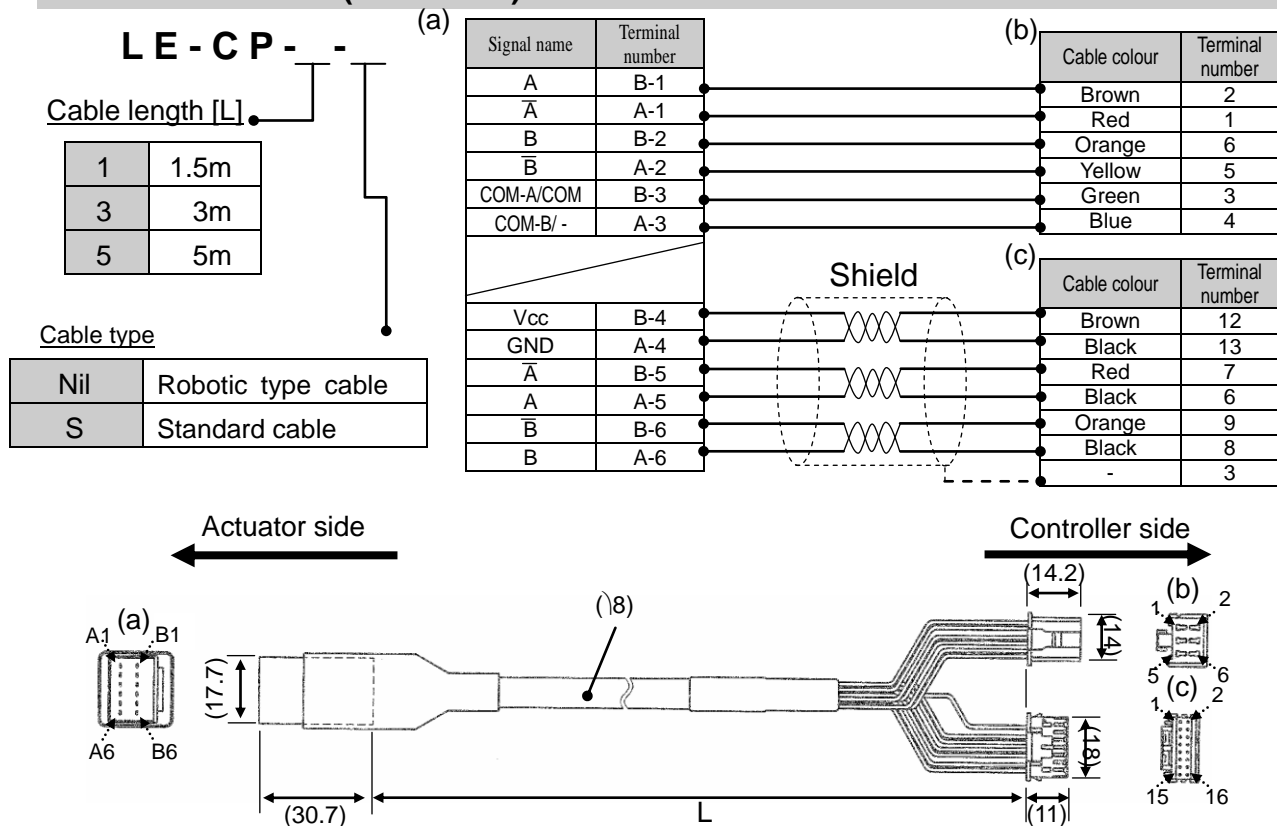 LE-CP-__-__
Cable length [L]
1 1.5m
3 3m
5 5m
Cable type
Nil Robotic type cable
S Standard cable
(a)
Signal name Terminal number
A B-1
A̅ A-1
B B-2
B̅ A-2
COM-A/COM B-3
COM-B/ - A-3
Vcc B-4
GND A-4
A̅ B-5
A A-5
B̅ B-6
B A-6
Shield
(b)
Cable colour Terminal number
Brown 2
Red 1
Orange 6
Yellow 5
Green 3
Blue 4
(c)
Cable colour Terminal number
Brown 12
Black 13
Red 7
Black 6
Orange 9
Black 8
- 3
Actuator side
Controller side
(a)
A1 B1
A6 B6
(17.7)
(30.7)
()8)
L
(14.2)
(14)
(18)
(11)
(b)
1 2
5 6
(c)
1 2
15 16